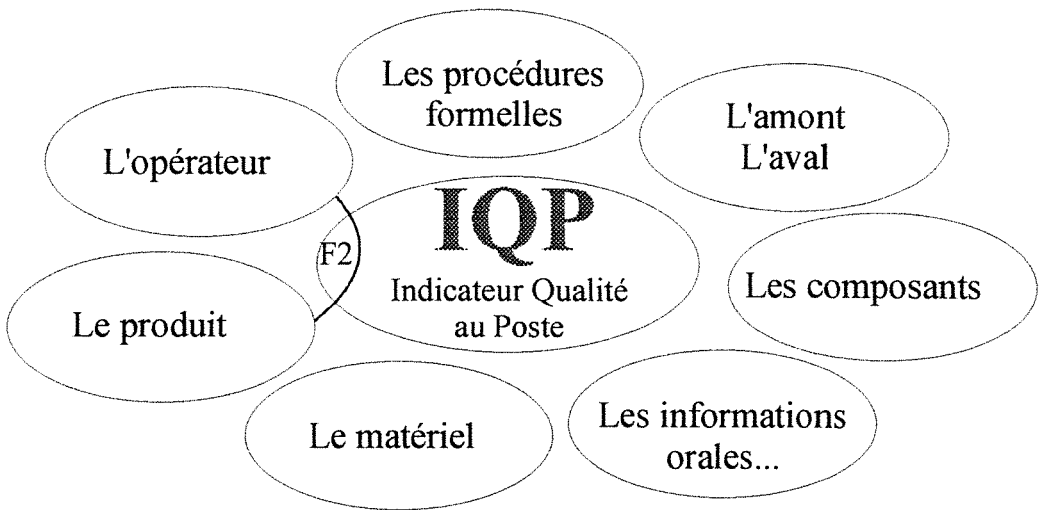 Les procédures
formelles
L'amont
L'aval
L'opérateur
IQP
Indicateur Qualité
au Poste
F2
Les composants
Le produit
Le matériel
Les informations
orales...